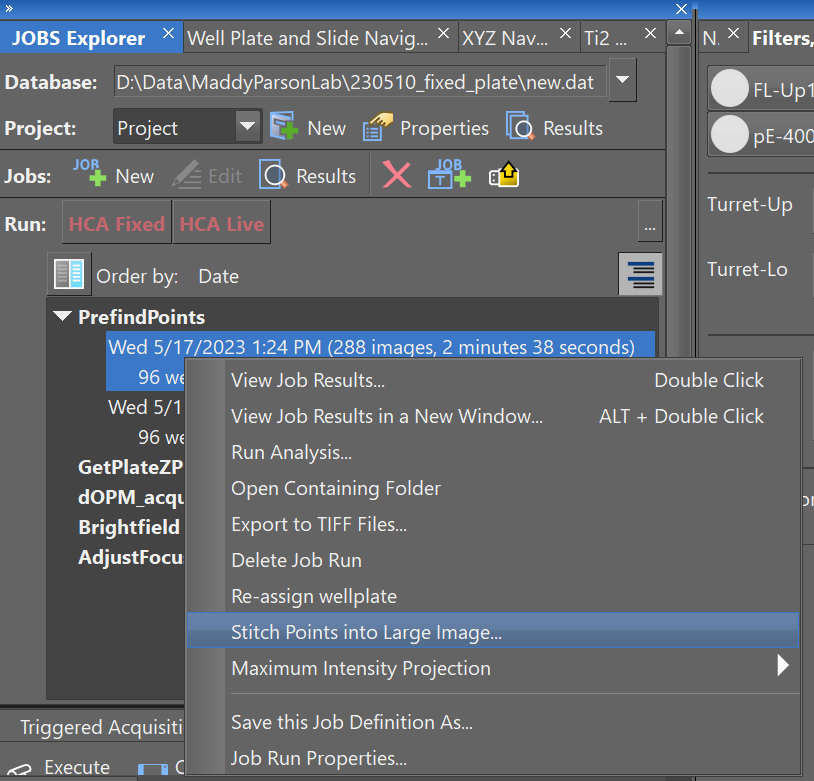 »
JOBS Explorer Well Plate and Slide Navig... XYZ Nav... Ti2 ... N. Filters,
Database: D:\Data\MaddyParsonLab\230510_fixed_plate\new.dat
FL-Up1
Project: Project New Properties Results
pE-400
Jobs: JOB New Edit Results JOB T
Turret-Up
Run: HCA Fixed HCA Live ...
Turret-Lo
Order by: Date
PrefindPoints
Wed 5/17/2023 1:24 PM (288 images, 2 minutes 38 seconds)
96 we
Wed 5/1
96 we
GetPlateZP
dOPM_acqu
Brightfield
AdjustFocus
View Job Results... Double Click
View Job Results in a New Window... ALT + Double Click
Run Analysis...
Open Containing Folder
Export to TIFF Files...
Delete Job Run
Re-assign wellplate
Stitch Points into Large Image...
Maximum Intensity Projection
Save this Job Definition As...
Job Run Properties...
Triggered Acquisiti
Execute